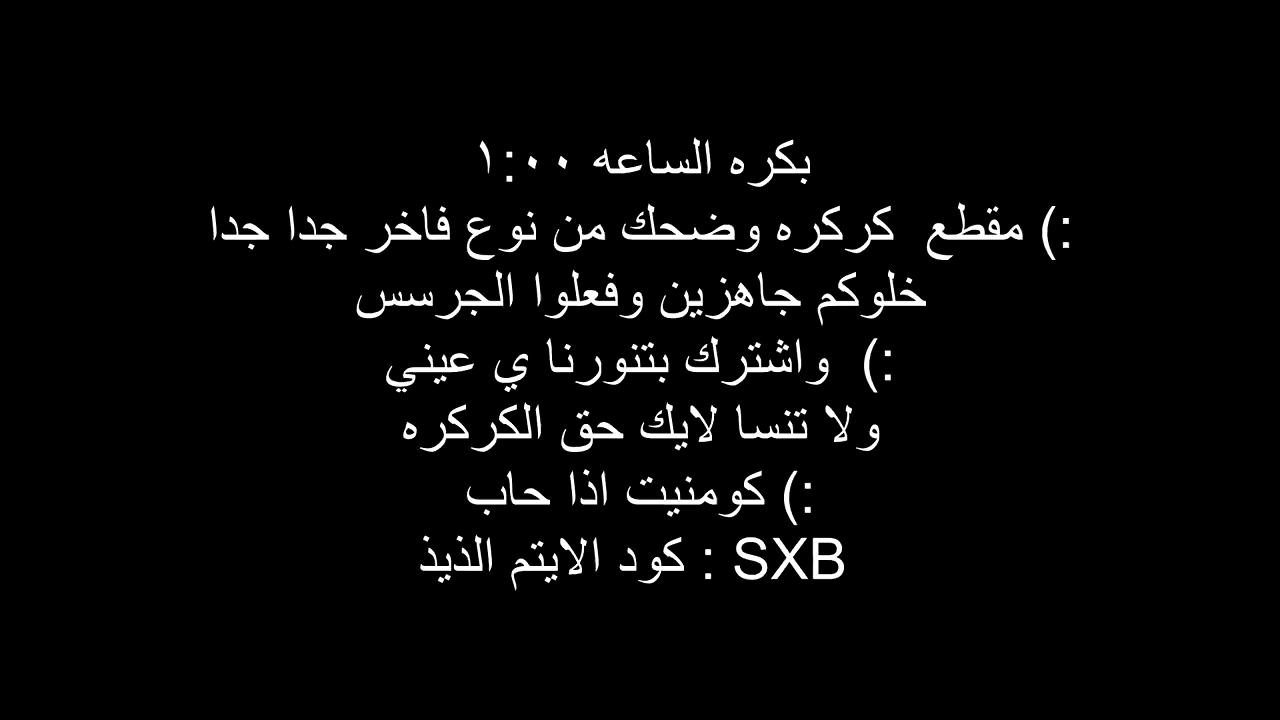 بكره الساعه ١:٠٠
:) مقطع كركره وضحك من نوع فاخر جدا جدا
خلوكم جاهزين وفعلوا الجرسس
:) واشترك بتنورنا ي عيني
ولا تنسا لايك حق الكركره
:) كومنيت اذا حاب
SXB : كود الايتم الذيذ